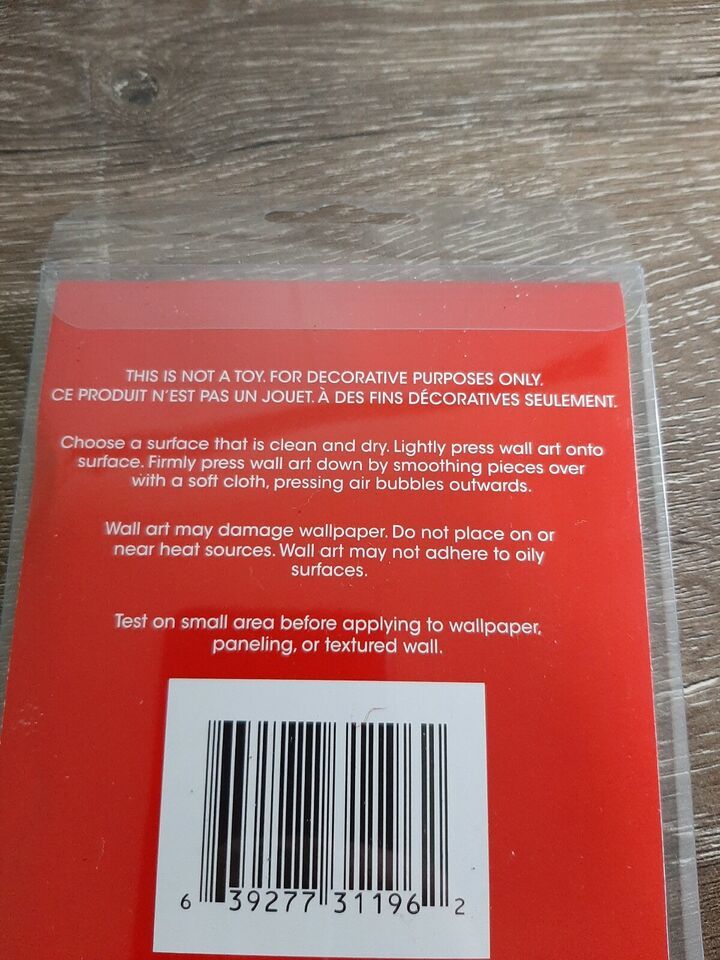 THIS IS NOT A TOY. FOR DECORATIVE PURPOSES ONLY.
CE PRODUIT N'EST PAS UN JOUET. À DES FINS DÉCORATIVES SEULEMENT.
Choose a surface that is clean and dry. Lightly press wall art onto
surface. Firmly press wall art down by smoothing pieces over
with a soft cloth, pressing air bubbles outwards.
Wall art may damage wallpaper. Do not place on or
near heat sources. Wall art may not adhere to oily
surfaces.
Test on small area before applying to wallpaper,
paneling, or textured wall.
6 39277 31196 2